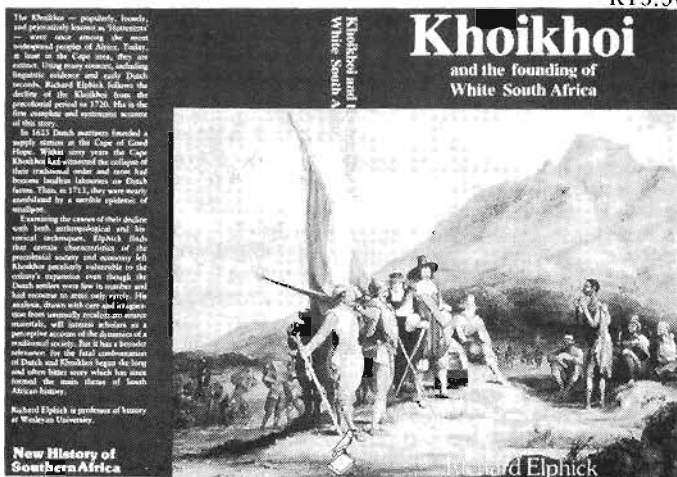 R15.50
The Khoikhoi — popularly, loosely,
and pejoratively known as 'Hottentots'
— were once among the most
widespread peoples of Africa. Today,
at least in the Cape area, they are
extinct. Using many sources, including
linguistic evidence and early Dutch
records, Richard Elphick follows the
decline of the Khoikhoi from the
precolonial period to 1720. His is the
first complete and systematic account
of this story.
In 1652 Dutch mariners founded a
supply station at the Cape of Good
Hope. Within sixty years the Cape
Khoikhoi had witnessed the collapse of
their traditional order and most had
become landless labourers on Dutch
farms. Then, in 1713, they were nearly
annihilated by a terrible epidemic of
smallpox.
Examining the causes of their decline
with both anthropological and his-
torical techniques, Elphick finds
that certain characteristics of the
precolonial society and economy left
Khoikhoi peculiarly vulnerable to the
colony's expansion even though the
Dutch settlers were few in number and
had recourse to arms only rarely. His
analysis, drawn with care and imagina-
tion from unusually recalcitrant source
materials, will interest scholars as a
perceptive account of the dynamics of a
traditional society. But it has a broader
relevance: for the fatal confrontation
of Dutch and Khoikhoi began the long
and often bitter story which has since
formed the main theme of South
African history.
Richard Elphick is professor of history
at Wesleyan University.
New History of
Southern Africa
Khoikhoi and
White South A
Khoikhoi
and the founding of
White South Africa
Richard Elphick